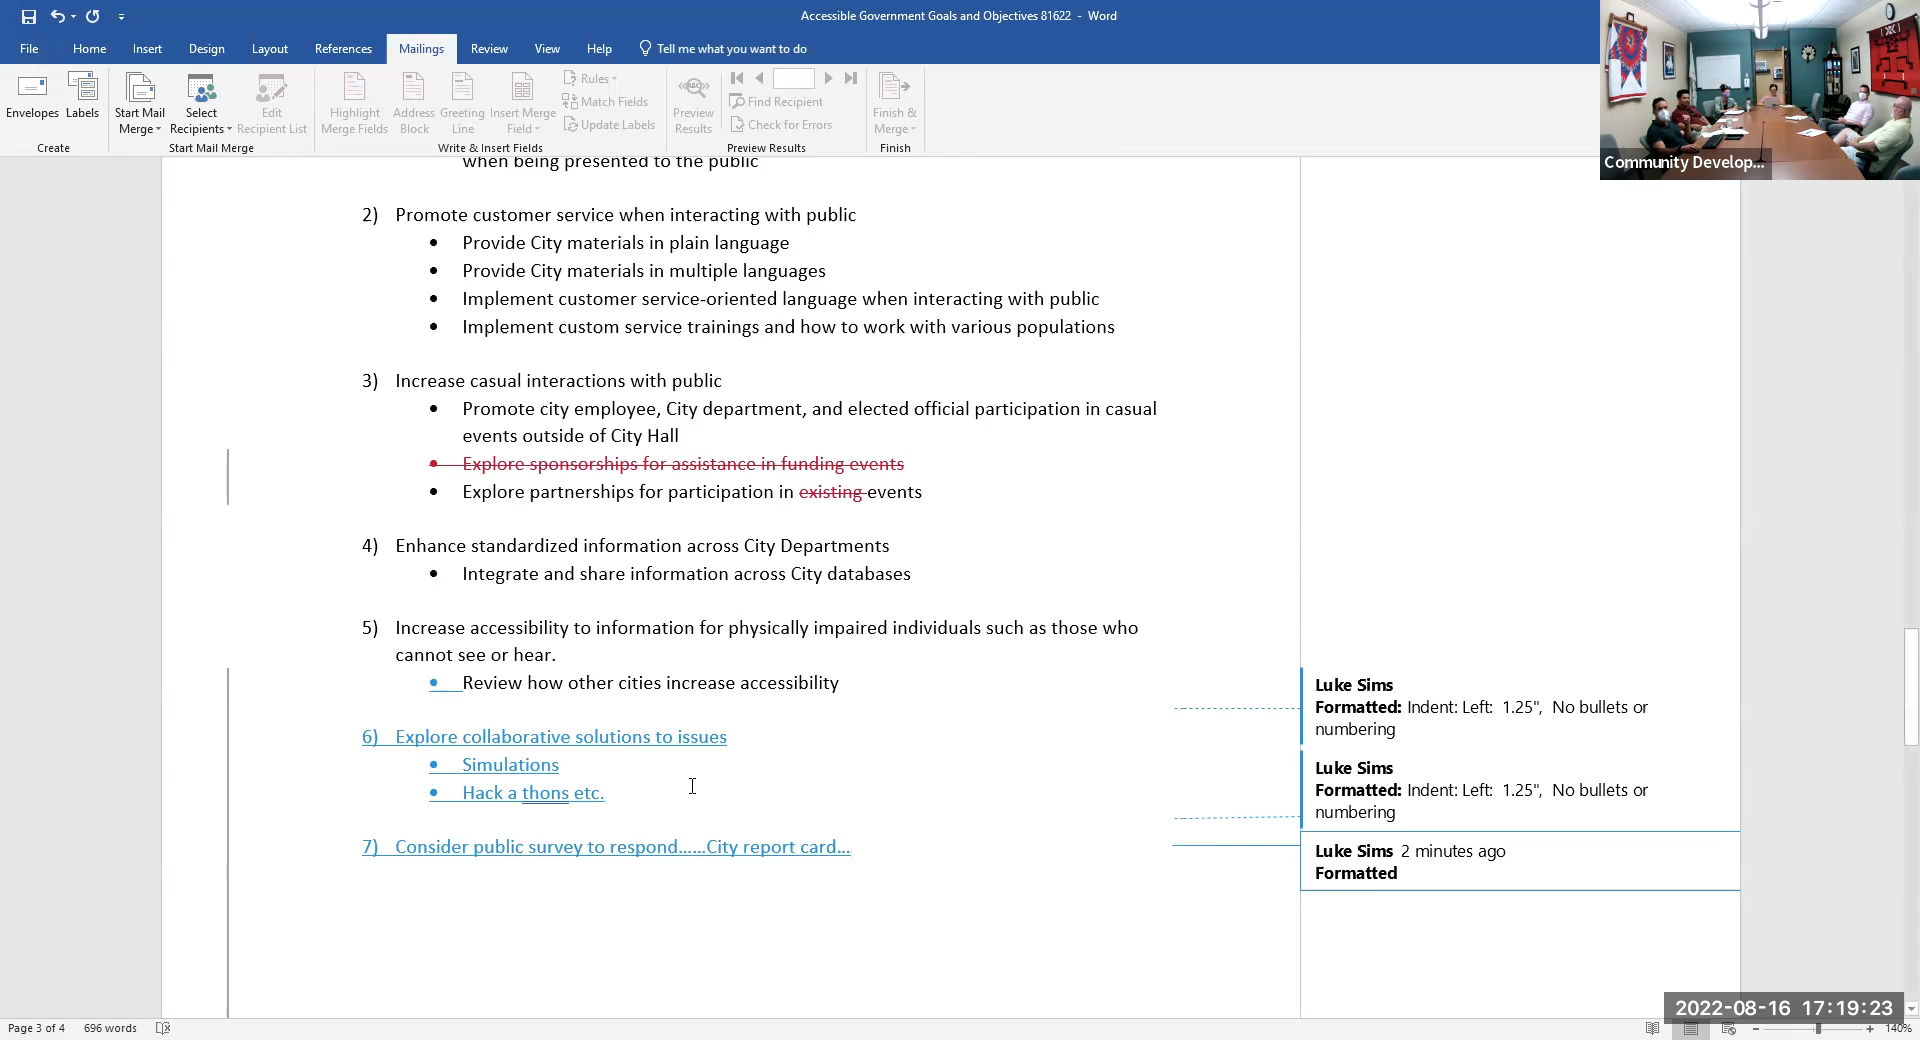 Accessible Government Goals and Objectives 81622 - Word
File Home Insert Design Layout References Mailings Review View Help Tell me what you want to do
Envelopes Labels
Create
Start Mail Merge
Select Recipients
Edit Recipient List
Start Mail Merge
Highlight Merge Fields
Address Block
Greeting Line
Insert Merge Field
Rules
Match Fields
Update Labels
Write & Insert Fields
ABC
Preview Results
Find Recipient
Check for Errors
Preview Results
Finish & Merge
Finish
Community Develop...
when being presented to the public
2) Promote customer service when interacting with public
• Provide City materials in plain language
• Provide City materials in multiple languages
• Implement customer service-oriented language when interacting with public
• Implement custom service trainings and how to work with various populations
3) Increase casual interactions with public
• Promote city employee, City department, and elected official participation in casual
events outside of City Hall
• Explore sponsorships for assistance in funding events
• Explore partnerships for participation in existing events
4) Enhance standardized information across City Departments
• Integrate and share information across City databases
5) Increase accessibility to information for physically impaired individuals such as those who
cannot see or hear.
• Review how other cities increase accessibility
6) Explore collaborative solutions to issues
• Simulations
• Hack a thons etc.
7) Consider public survey to respond……City report card…
Luke Sims
Formatted: Indent: Left: 1.25", No bullets or
numbering
Luke Sims
Formatted: Indent: Left: 1.25", No bullets or
numbering
Luke Sims 2 minutes ago
Formatted
2022-08-16 17:19:23
Page 3 of 4 696 words
140%